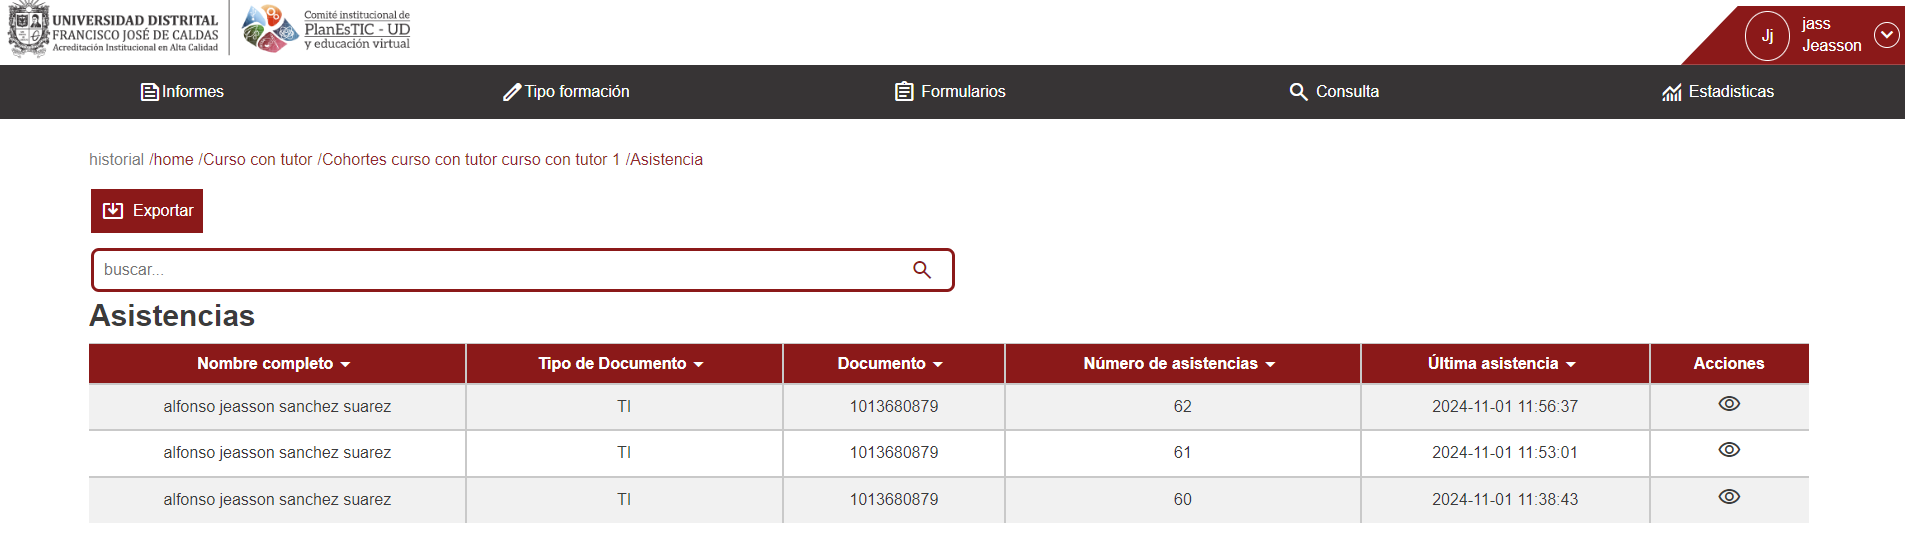 UNIVERSIDAD DISTRITAL
FRANCISCO JOSÉ DE CALDAS
Acreditación Institucional en Alta Calidad
Comité institucional de
PlanEsTIC - UD
y educación virtual
Jj
jass
Jeasson
Informes
Tipo formación
Formularios
Consulta
Estadisticas
historial /home /Curso con tutor /Cohortes curso con tutor curso con tutor 1 /Asistencia
Exportar
buscar...
Asistencias
Nombre completo Tipo de Documento Documento Número de asistencias Última asistencia Acciones
alfonso jeasson sanchez suarez TI 1013680879 62 2024-11-01 11:56:37
alfonso jeasson sanchez suarez TI 1013680879 61 2024-11-01 11:53:01
alfonso jeasson sanchez suarez TI 1013680879 60 2024-11-01 11:38:43